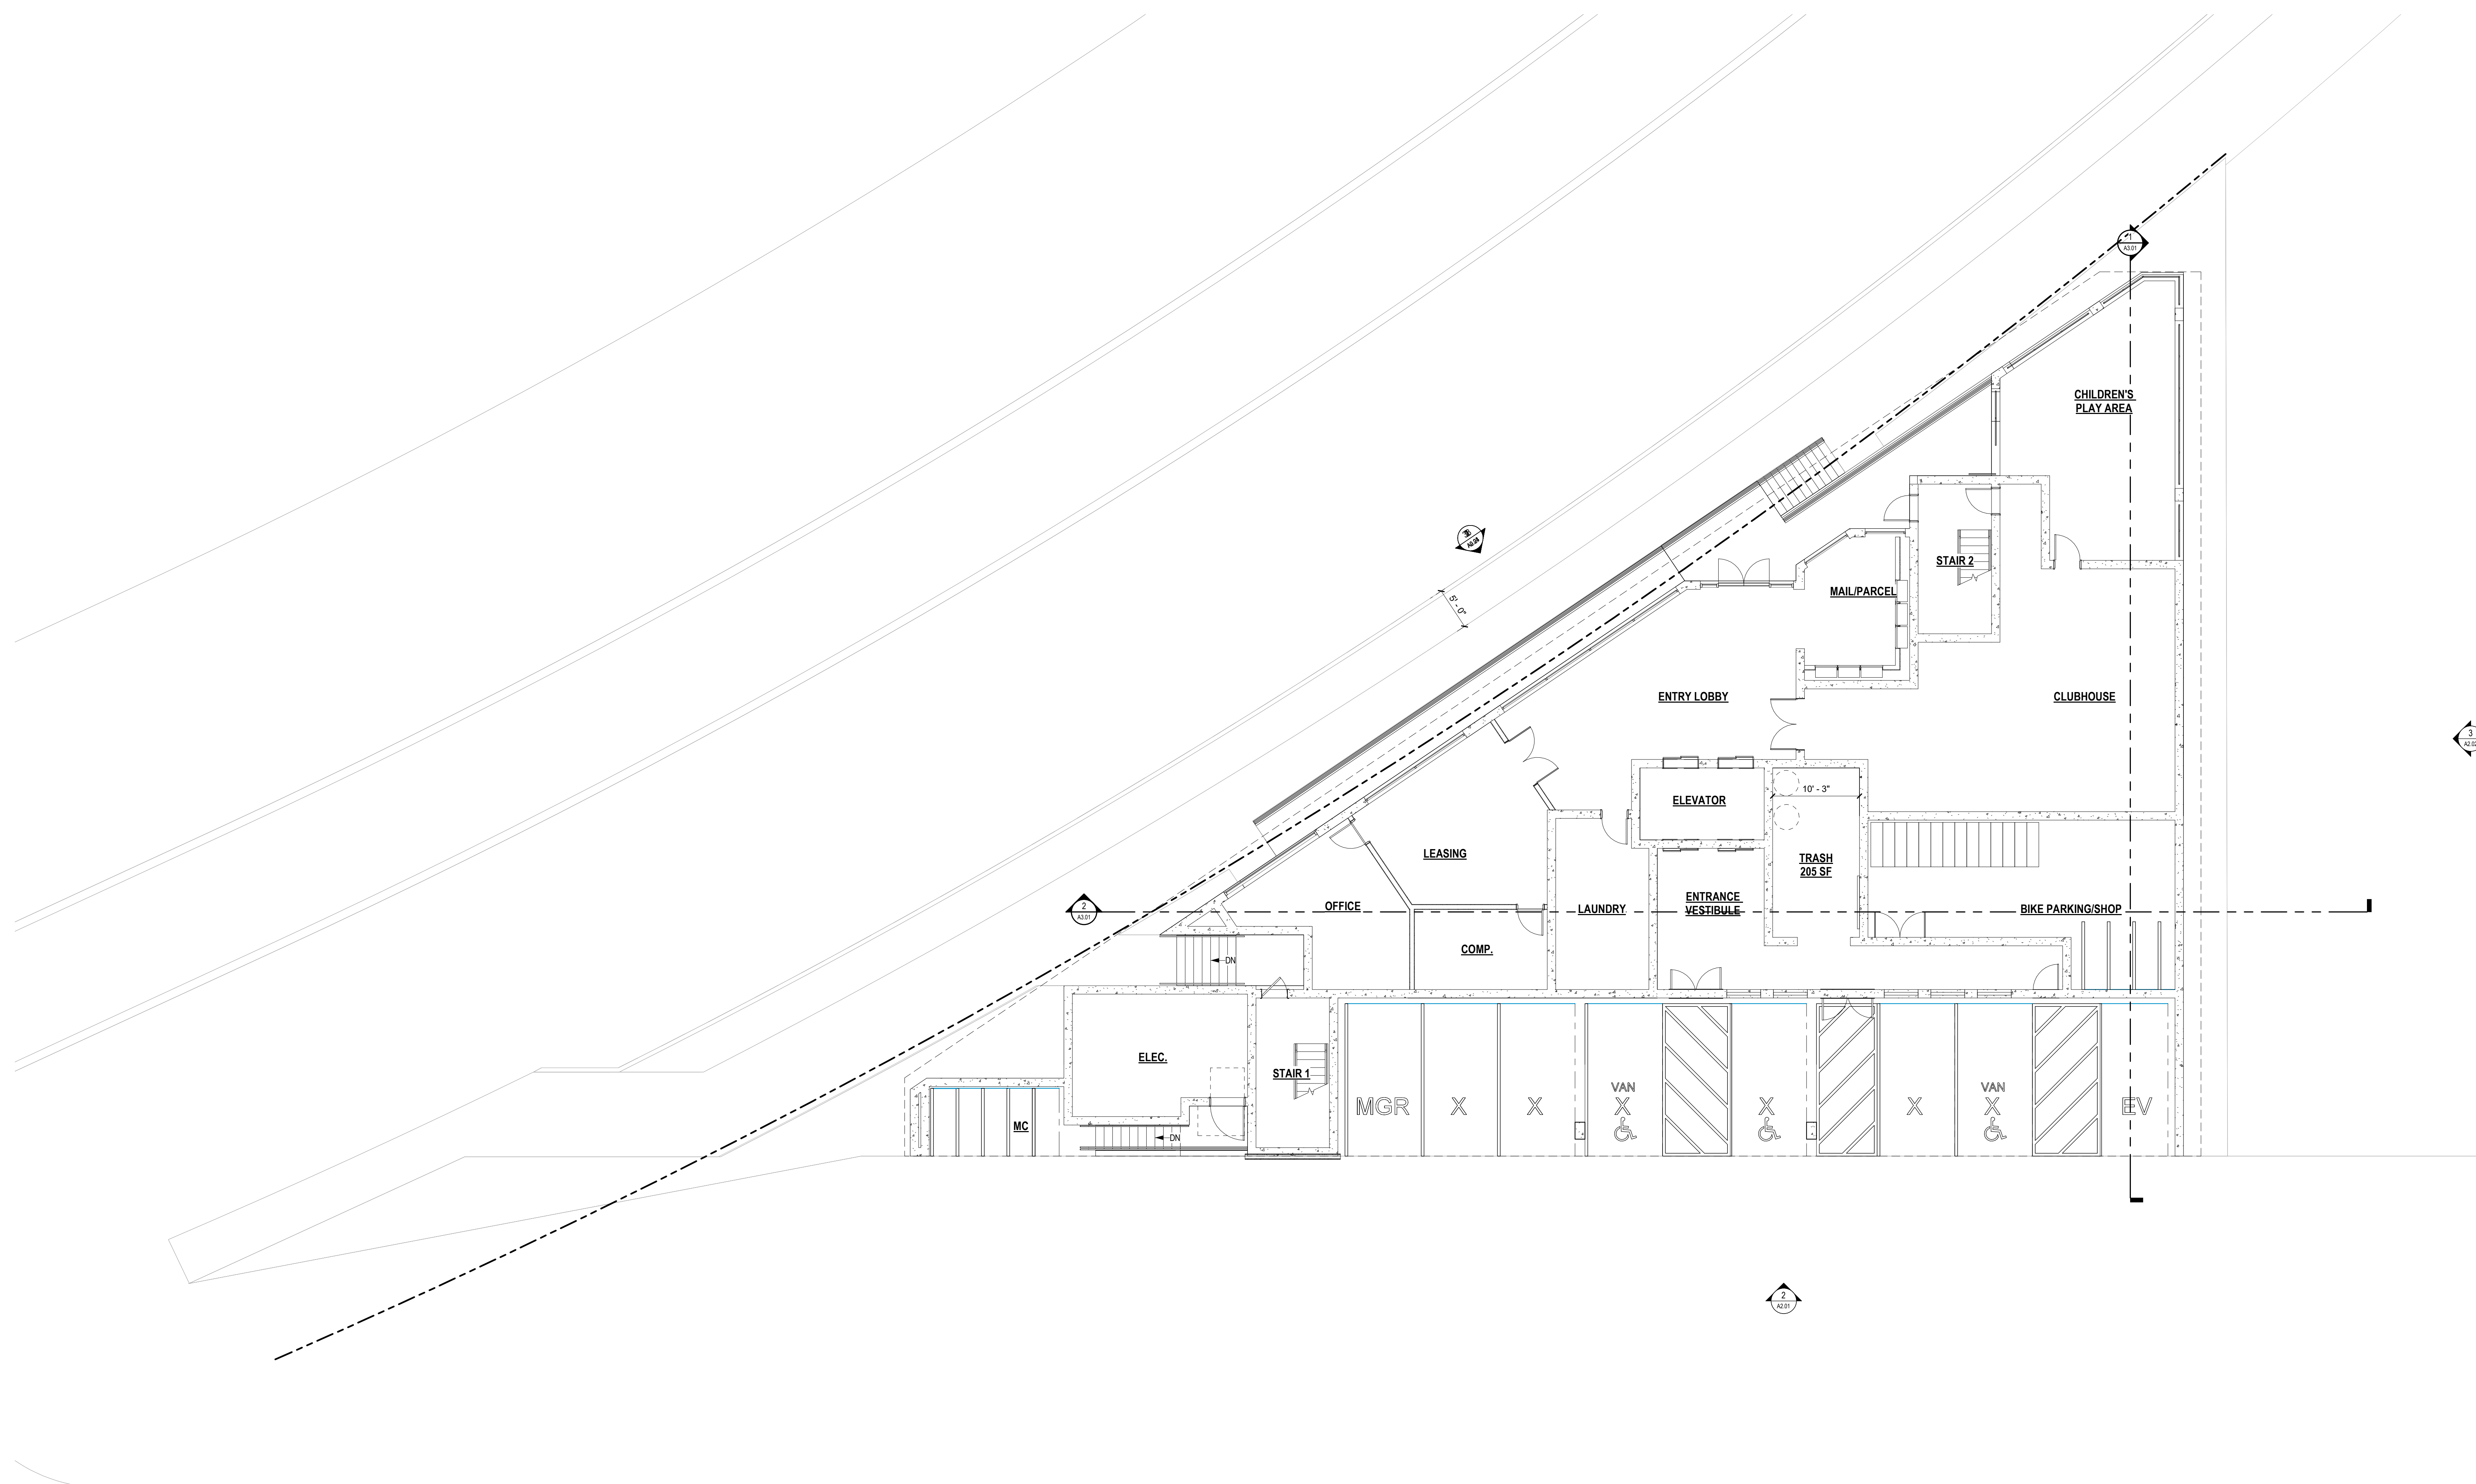 1
A3.01
CHILDREN'S
PLAY AREA
STAIR 2
5' - 0"
MAIL/PARCEL
ENTRY LOBBY
CLUBHOUSE
3
A2.02
10' - 3"
ELEVATOR
LEASING
TRASH
205 SF
2
A3.01
OFFICE
LAUNDRY
ENTRANCE
VESTIBULE
BIKE PARKING/SHOP
COMP.
DN
ELEC.
STAIR 1
MC
DN
MGR
X
X
VAN
X
X
X
VAN
X
EV
2
A2.01